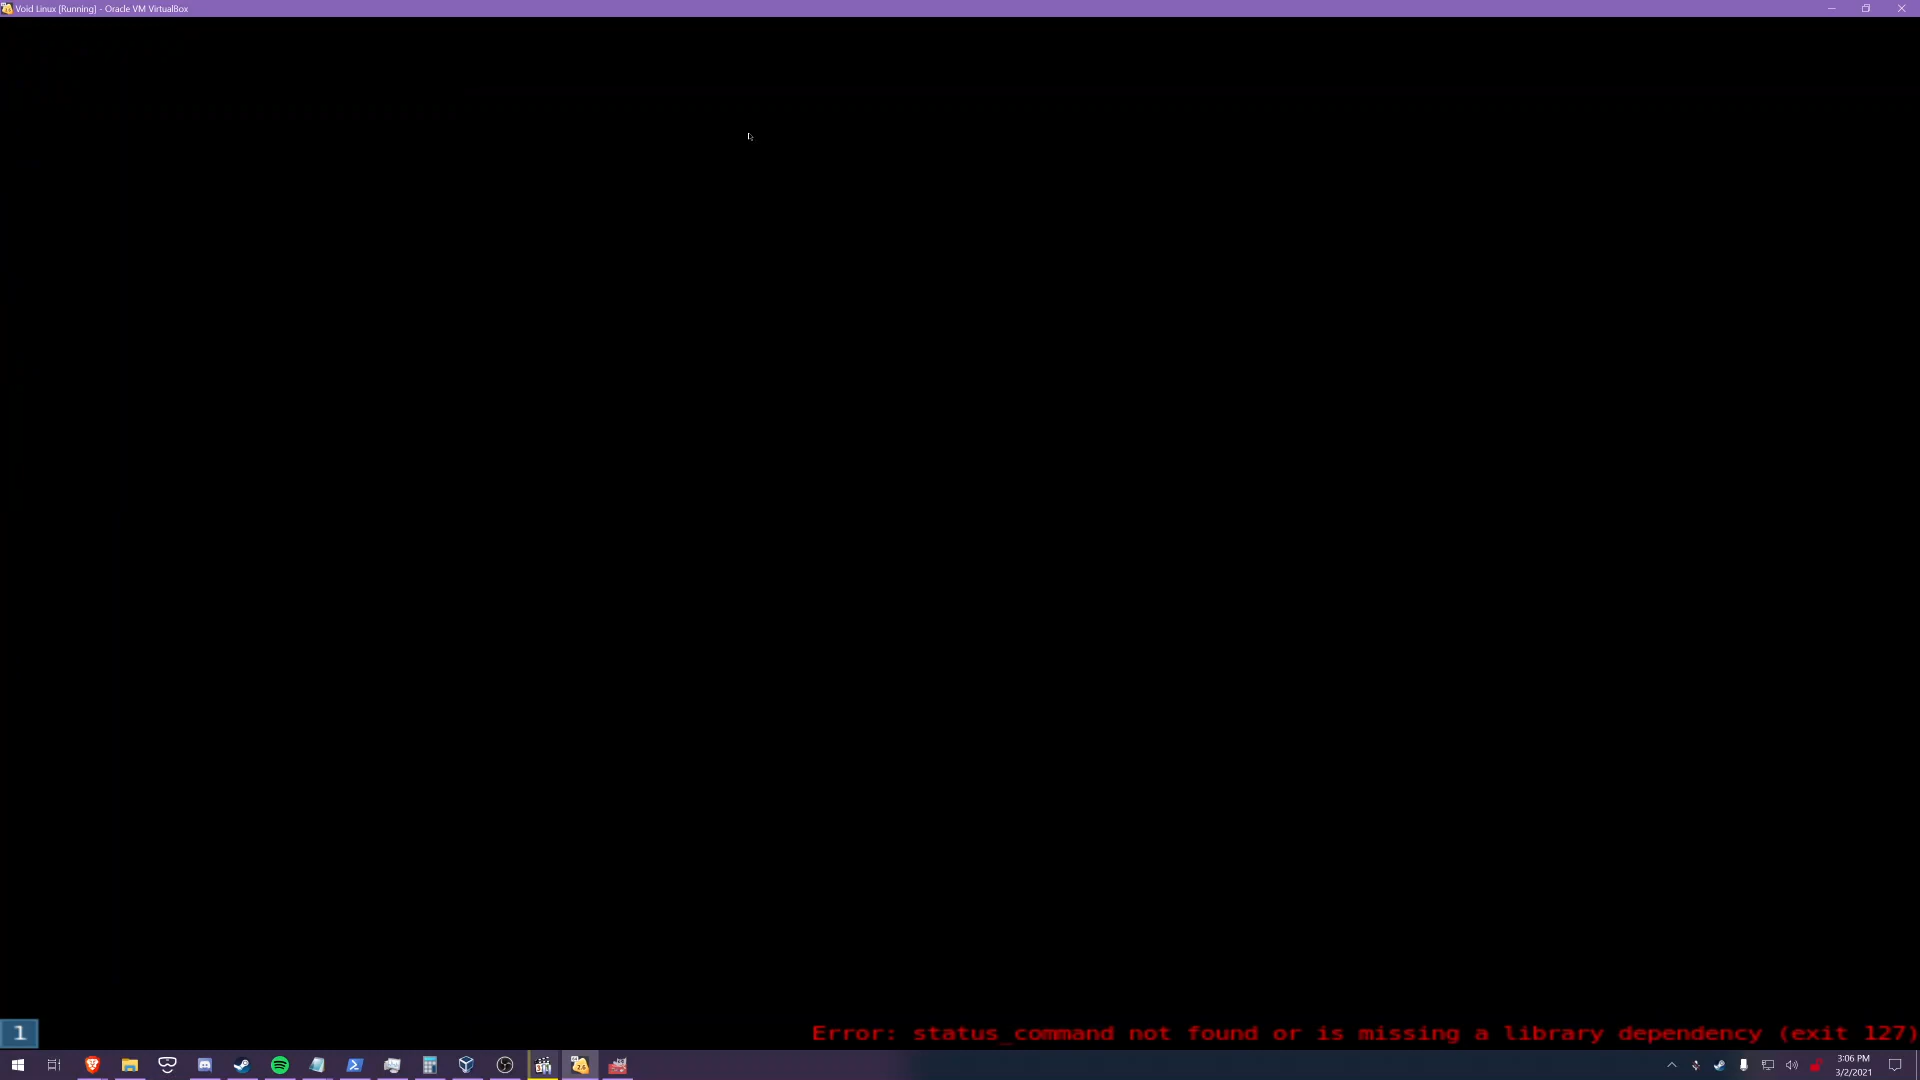 Void Linux [Running] - Oracle VM VirtualBox
1
Error: status_command not found or is missing a library dependency (exit 127)
3:06 PM
3/2/2021